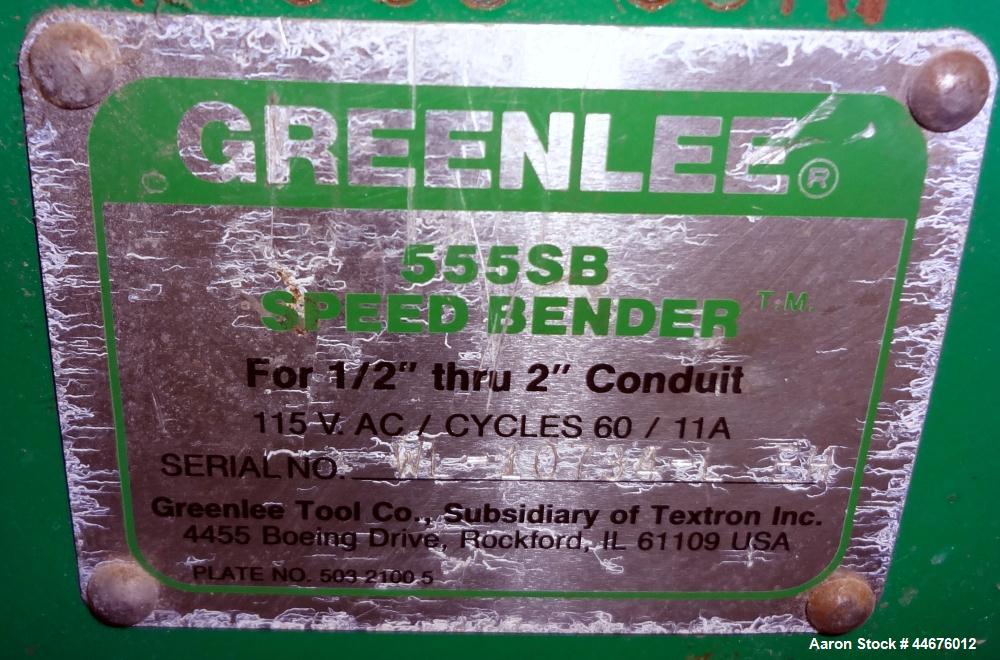 GREENLEE®
555SB
SPEED BENDER T.M.
For 1/2" thru 2" Conduit
115 V. AC / CYCLES 60 / 11A
SERIAL NO.
Greenlee Tool Co., Subsidiary of Textron Inc.
4455 Boeing Drive, Rockford, IL 61109 USA
PLATE NO. 503 2100 5
Aaron Stock # 44676012